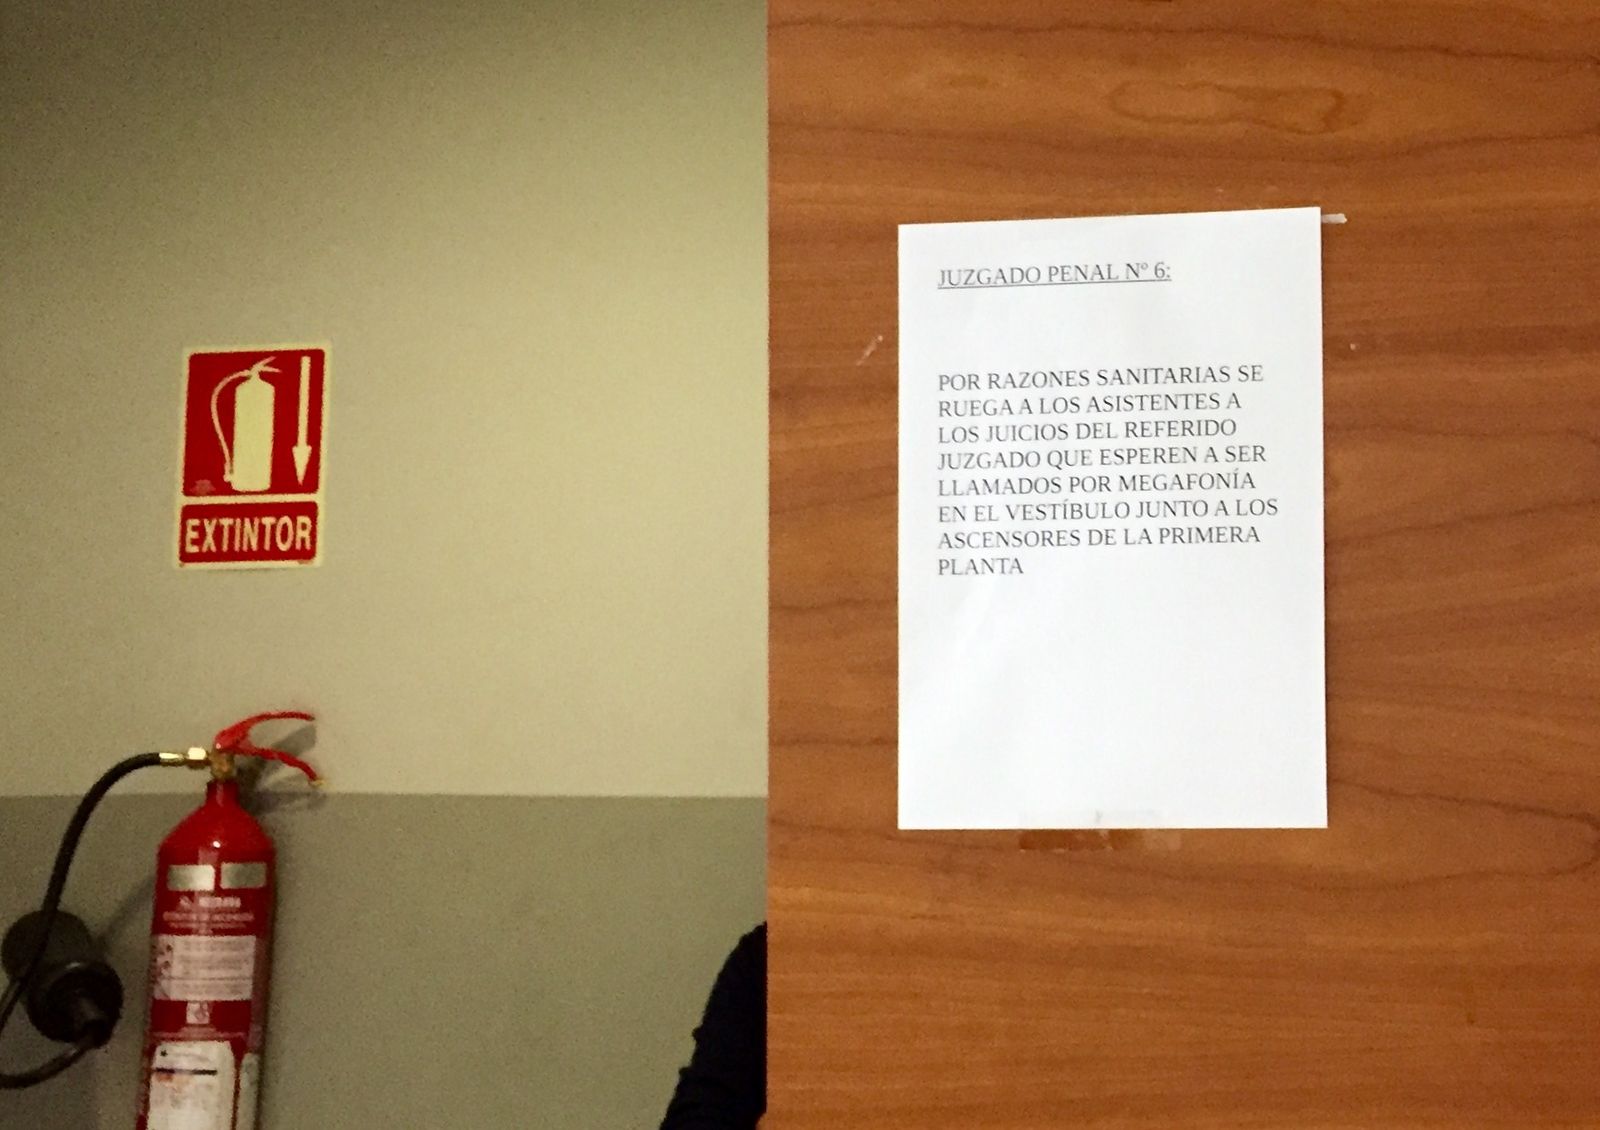 EXTINTOR
JUZGADO PENAL Nº 6:
POR RAZONES SANITARIAS SE
RUEGA A LOS ASISTENTES A
LOS JUICIOS DEL REFERIDO
JUZGADO QUE ESPEREN A SER
LLAMADOS POR MEGAFONÍA
EN EL VESTÍBULO JUNTO A LOS
ASCENSORES DE LA PRIMERA
PLANTA